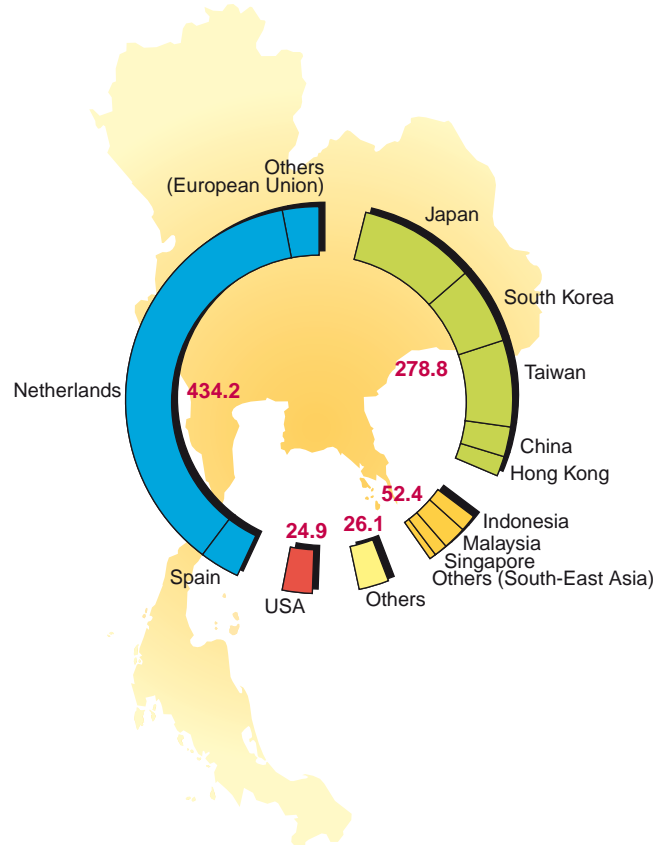 Others
(European Union)
Japan
South Korea
278.8
Taiwan
Netherlands
434.2
China
Hong Kong
52.4
Indonesia
24.9
26.1
Malaysia
Singapore
Others (South-East Asia)
Spain
USA
Others